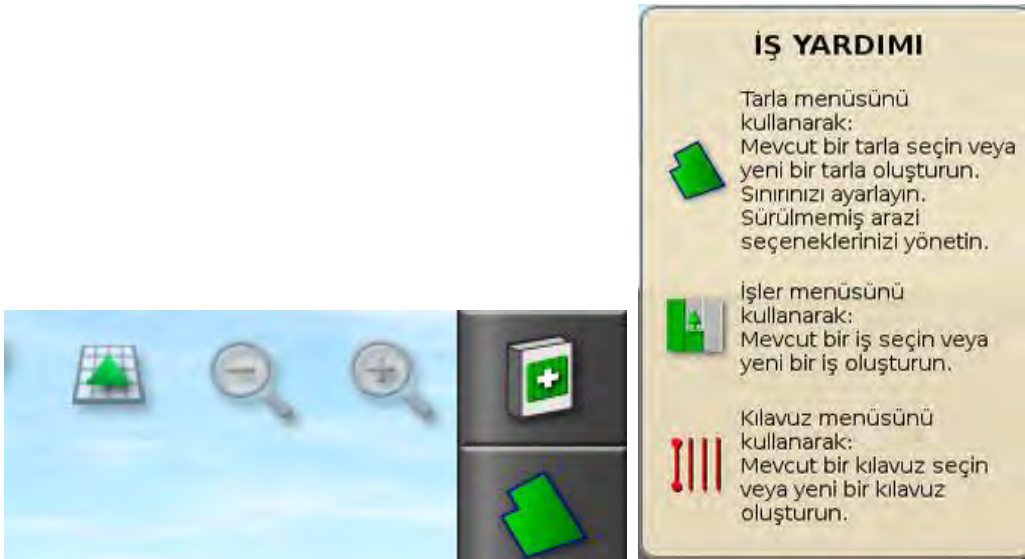 İŞ YARDIMI
Tarla menüsünü
kullanarak:
Mevcut bir tarla seçin veya
yeni bir tarla oluşturun.
Sınırınızı ayarlayın.
Sürülmemiş arazi
seçeneklerinizi yönetin.
İşler menüsünü
kullanarak:
Mevcut bir iş seçin veya
yeni bir iş oluşturun.
Kılavuz menüsünü
kullanarak:
Mevcut bir kılavuz seçin
veya yeni bir kılavuz
oluşturun.